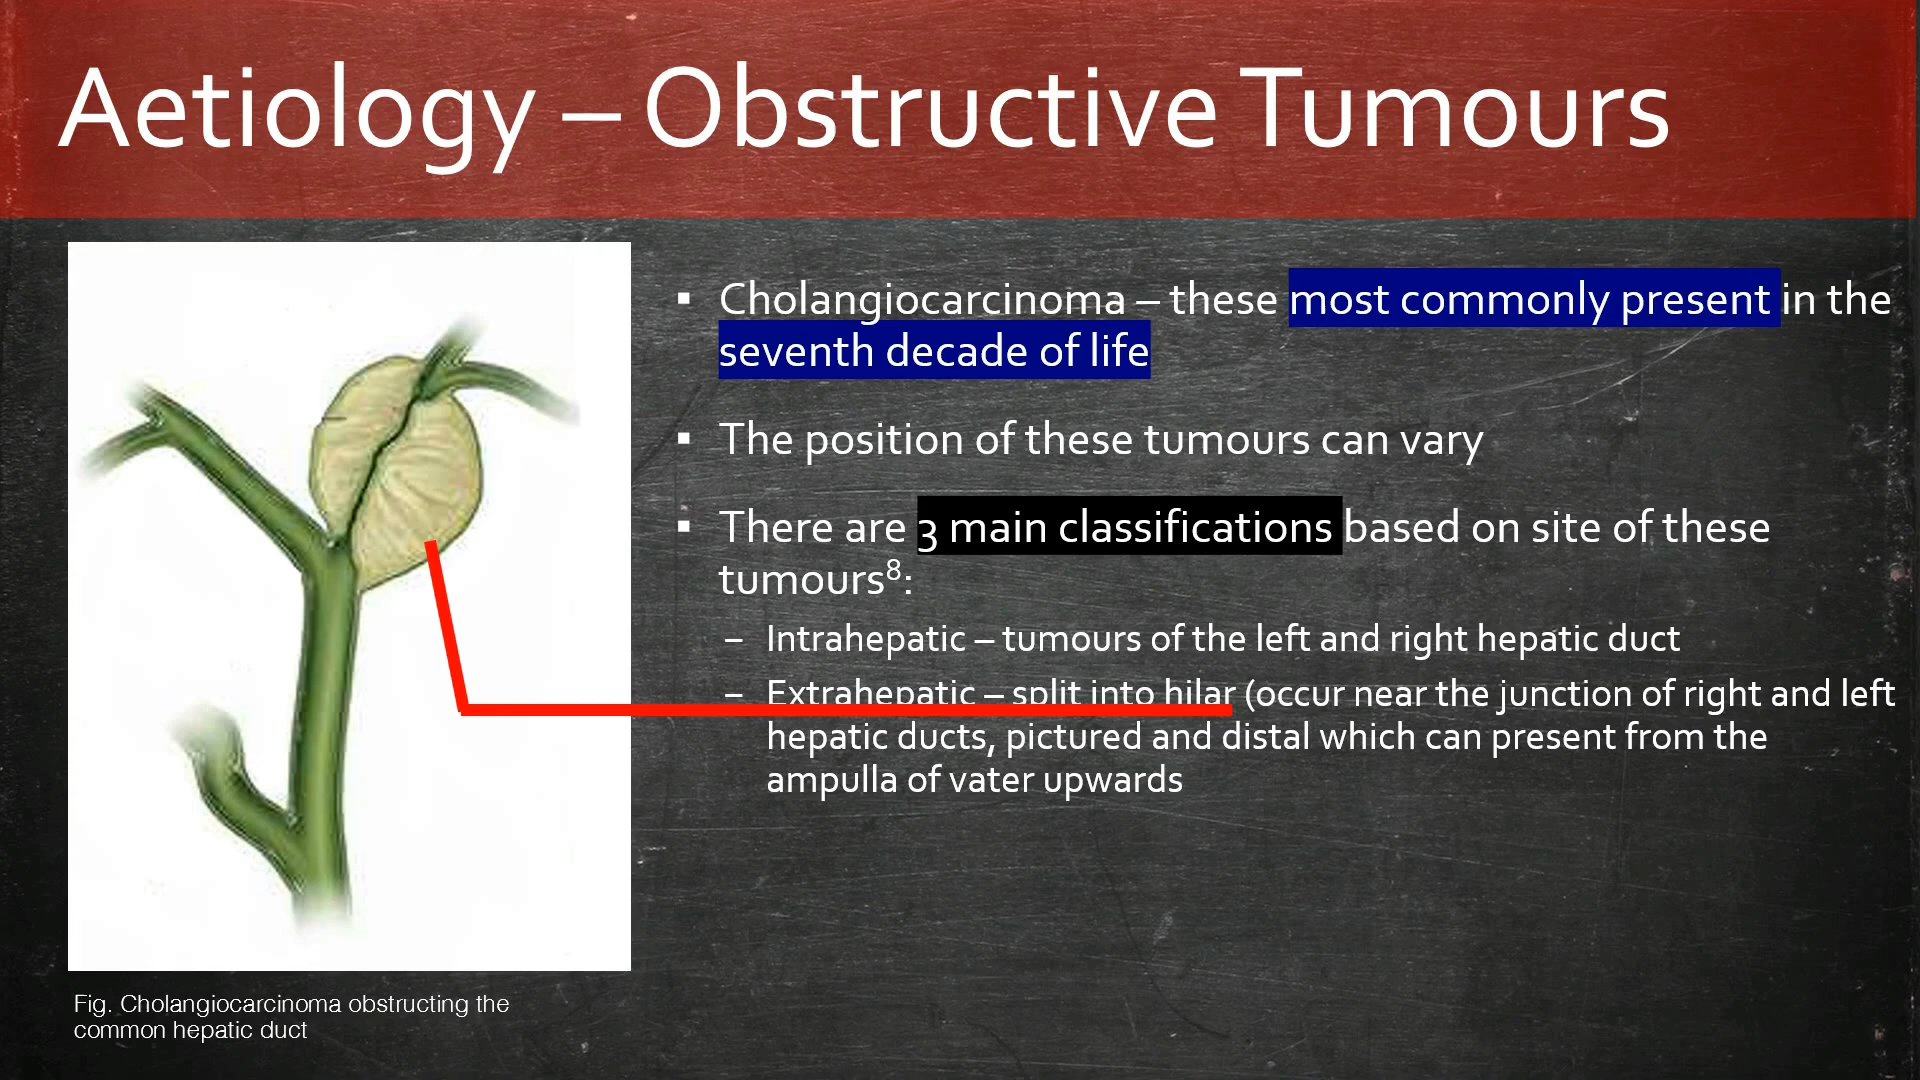 Aetiology – Obstructive Tumours
▪ Cholangiocarcinoma – these most commonly present in the
seventh decade of life
▪ The position of these tumours can vary
▪ There are 3 main classifications based on site of these
tumours⁸:
– Intrahepatic – tumours of the left and right hepatic duct
– Extrahepatic – split into hilar (occur near the junction of right and left
hepatic ducts, pictured and distal which can present from the
ampulla of vater upwards
Fig. Cholangiocarcinoma obstructing the
common hepatic duct